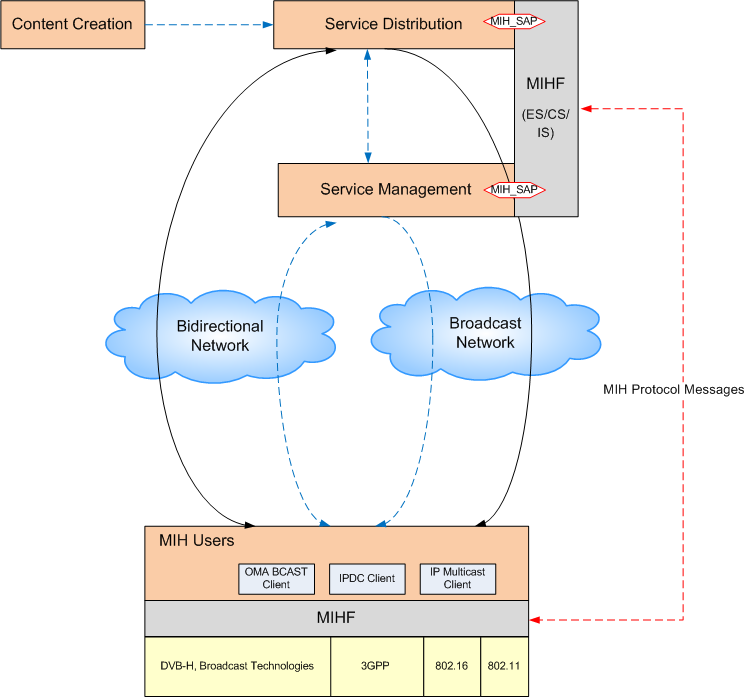 Content Creation
Service Distribution
MIH_SAP
MIHF
(ES/CS/
IS)
Service Management
MIH_SAP
Bidirectional
Network
Broadcast
Network
MIH Protocol Messages
MIH Users
OMA BCAST
Client
IPDC Client
IP Multicast
Client
MIHF
DVB-H, Broadcast Technologies
3GPP
802.16
802.11